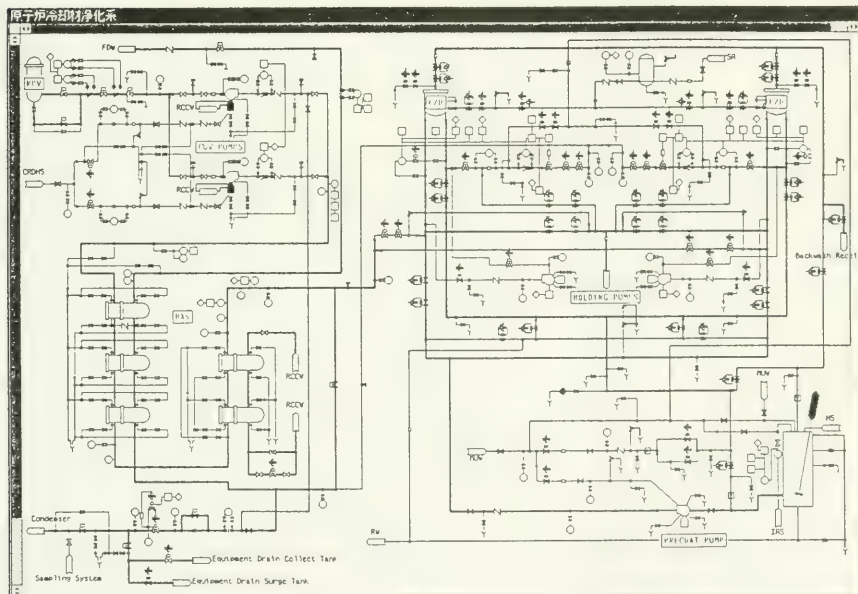 原子炉冷却材浄化系
FDW
SR
RPV
F/D
F/D
RCCW
CUW PUMPS
CRDHS
RCCW
Backwash Recei
HOLDING PUMPS
RCCW
RCCW
MUW
HS
MUW
Condenser
RW
IRS
PRECOAT PUMP
Equipment Drain Collect Tank
Sampling System
Equipment Drain Surge Tank